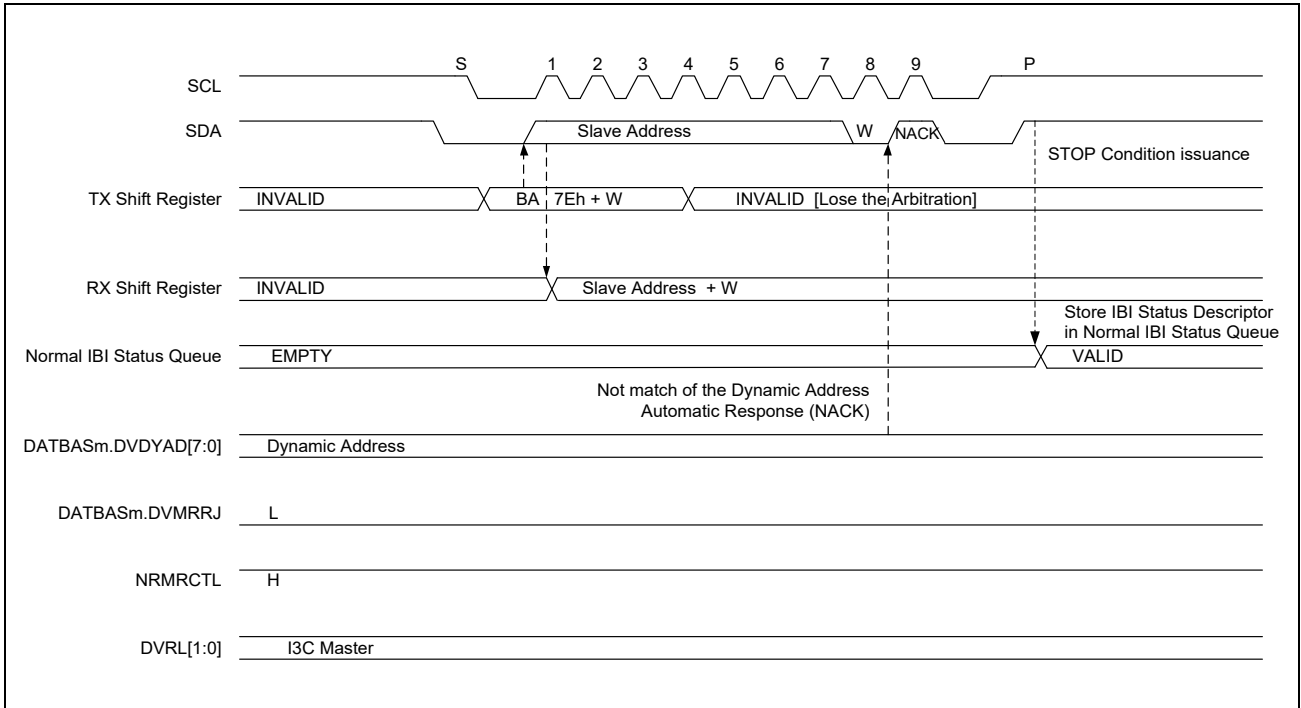 S 1 2 3 4 5 6 7 8 9 P
SCL
SDA Slave Address W NACK
STOP Condition issuance
TX Shift Register INVALID BA 7Eh + W INVALID [Lose the Arbitration]
RX Shift Register INVALID Slave Address + W
Store IBI Status Descriptor
in Normal IBI Status Queue
Normal IBI Status Queue EMPTY VALID
Not match of the Dynamic Address
Automatic Response (NACK)
DATBASm.DVDYAD[7:0] Dynamic Address
DATBASm.DVMRRJ L
NRMRCTL H
DVRL[1:0] I3C Master